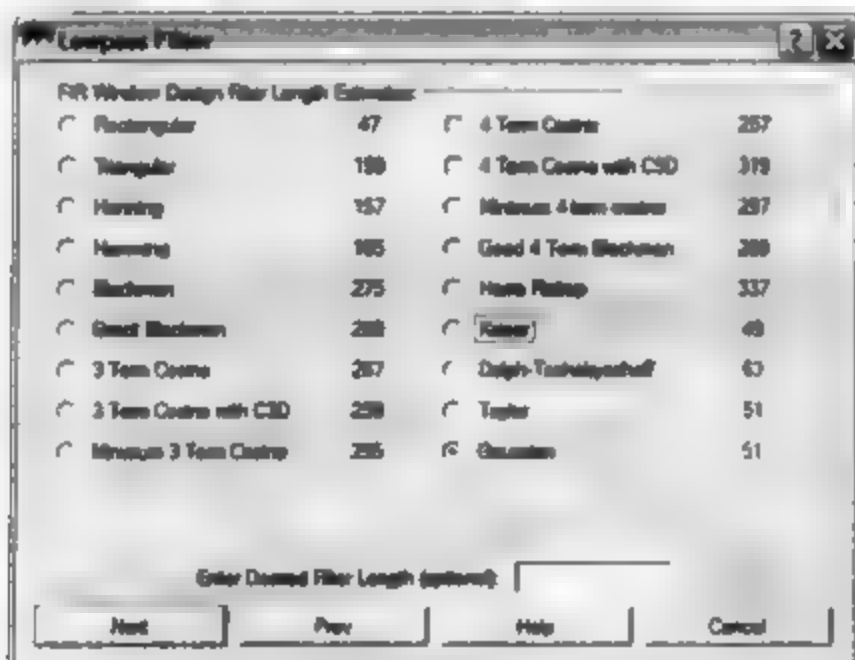 Lowpass Filter
FIR Window Design Filter Length Estimates
Rectangular 47
Triangular
Hanning 157
Hamming
Blackman 275
Exact Blackman
3 Term Cosine
3 Term Cosine with CSD
Minimum 3 Term Cosine
4 Term Cosine
4 Term Cosine with CSD 319
Minimum 4 term cosine
Good 4 Term Blackman
Harris Flattop 337
Kaiser
Dolph-Tschebyscheff
Taylor 51
Gaussian 51
Enter Desired Filter Length (optional):
Next
Prev
Help
Cancel